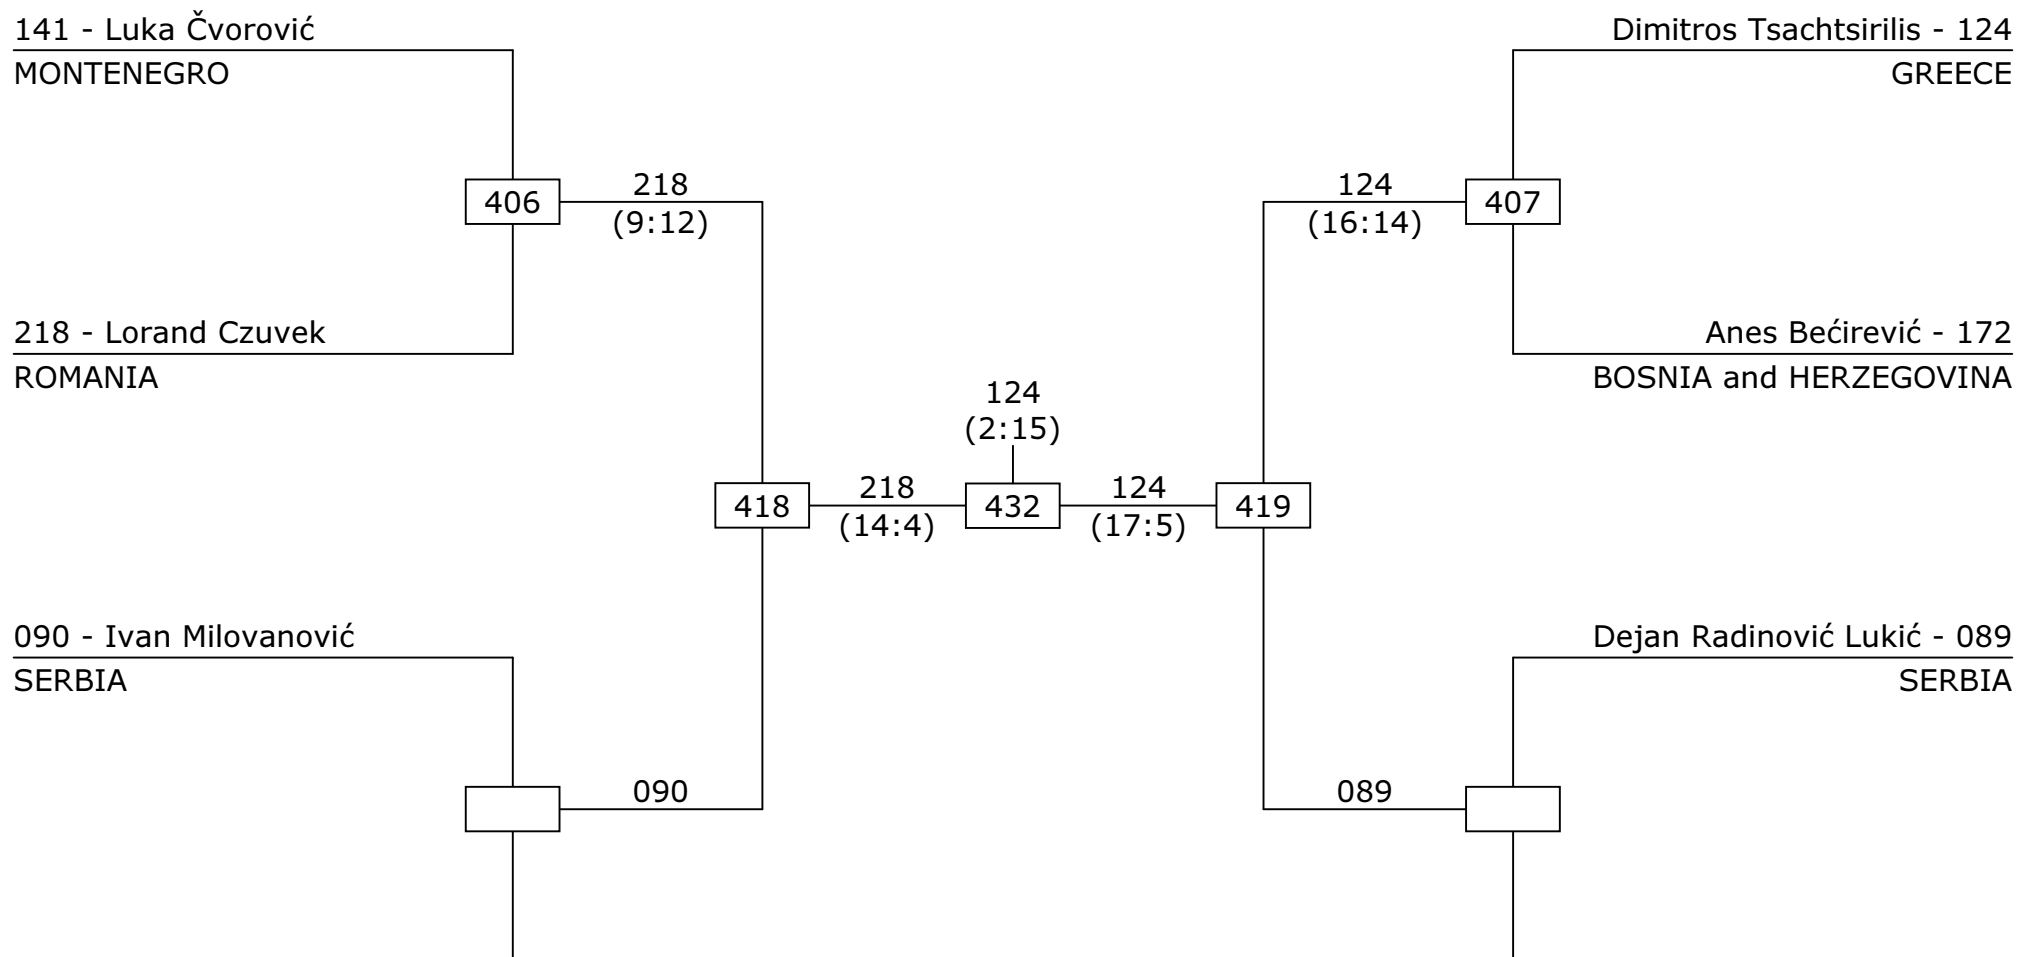 141 - Luka Čvorović
MONTENEGRO
Dimitros Tsachtsirilis - 124
GREECE
406
218
(9:12)
124
(16:14)
407
218 - Lorand Czuvek
ROMANIA
Anes Bećirević - 172
BOSNIA and HERZEGOVINA
124
(2:15)
418
218
(14:4)
432
124
(17:5)
419
090 - Ivan Milovanović
SERBIA
Dejan Radinović Lukić - 089
SERBIA
090
089